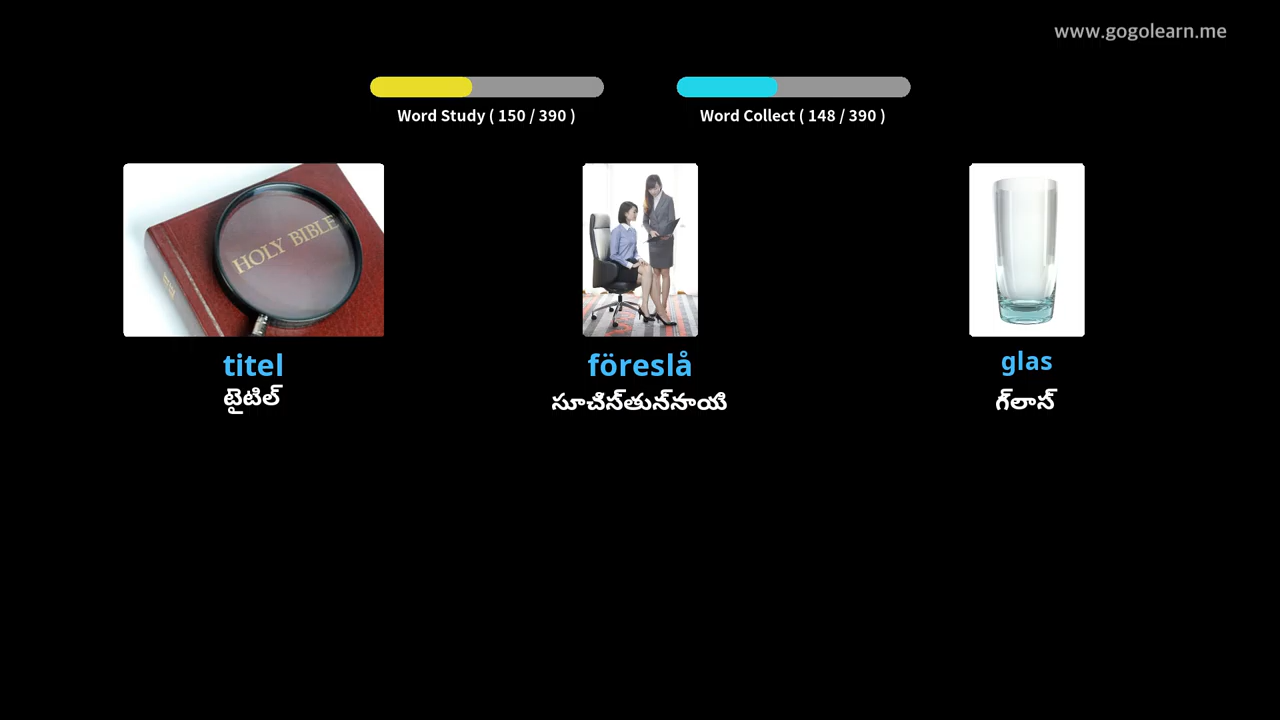 www.gogolearn.me
Word Study ( 150 / 390 )
Word Collect ( 148 / 390 )
HOLY BIBLE
titel
föreslå
glas
టైటిల్
సూచిస్‌తున్‌నాయి
గ్‌లాస్